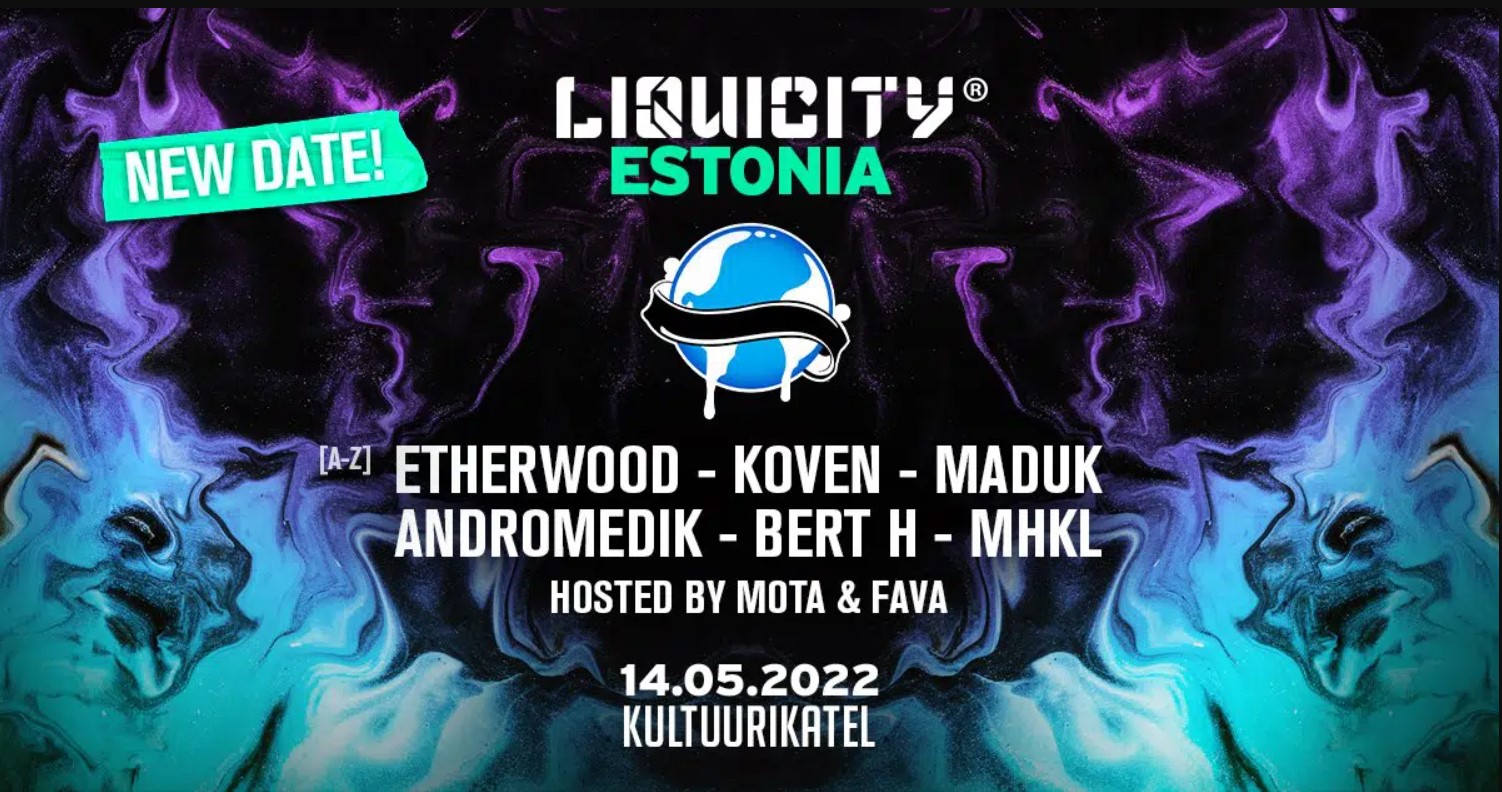 NEW DATE!
LIQUICITY®
ESTONIA
[A-Z] ETHERWOOD - KOVEN - MADUK
ANDROMEDIK - BERT H - MHKL
HOSTED BY MOTA & FAVA
14.05.2022
KULTUURIKATEL